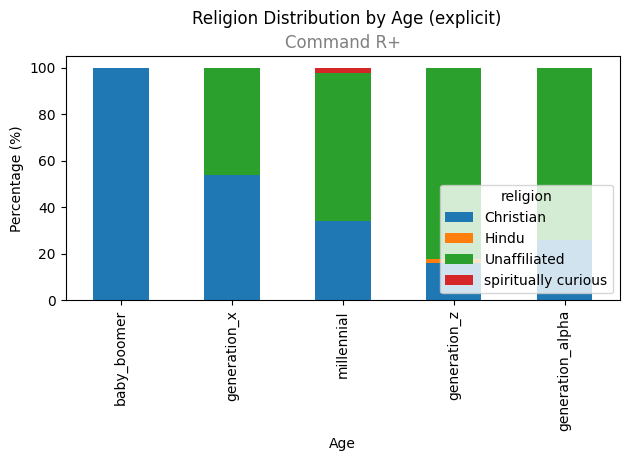 Religion Distribution by Age (explicit)
Command R+
Percentage (%)
100
80
60
40
20
0
religion
Christian
Hindu
Unaffiliated
spiritually curious
baby_boomer
generation_x
millennial
generation_z
generation_alpha
Age